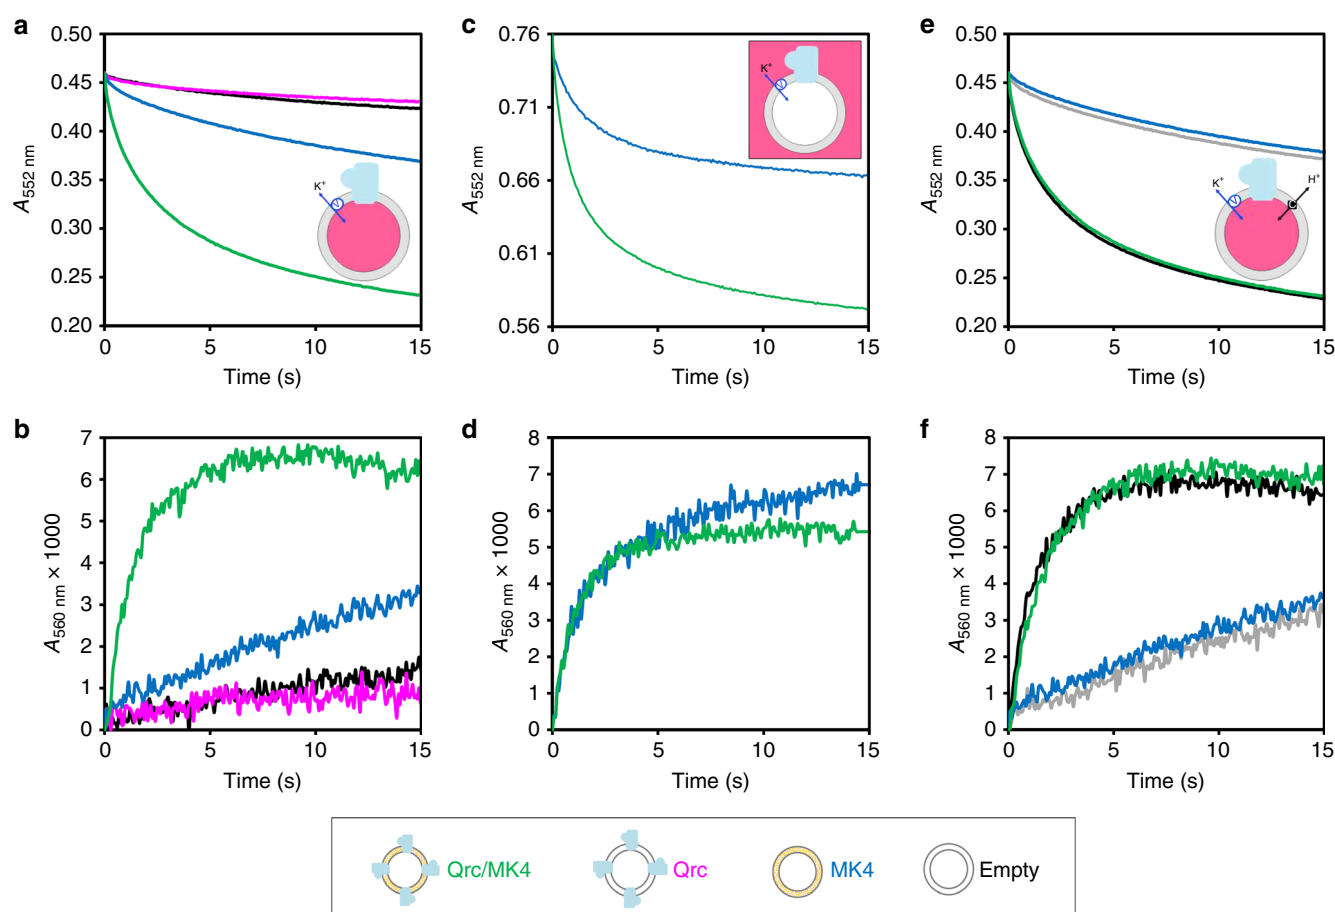 a
0.50
0.45
0.40
0.35
0.30
0.25
0.20
A552 nm
K+
V
0
5
10
15
Time (s)
c
0.76
0.71
0.66
0.61
0.56
A552 nm
K+
V
0
5
10
15
Time (s)
e
0.50
0.45
0.40
0.35
0.30
0.25
0.20
A552 nm
K+
V
H+
C
0
5
10
15
Time (s)
b
7
6
5
4
3
2
1
0
A560 nm × 1000
0
5
10
15
Time (s)
d
8
7
6
5
4
3
2
1
0
A560 nm × 1000
0
5
10
15
Time (s)
f
8
7
6
5
4
3
2
1
0
A560 nm × 1000
0
5
10
15
Time (s)
Qrc/MK4
Qrc
MK4
Empty